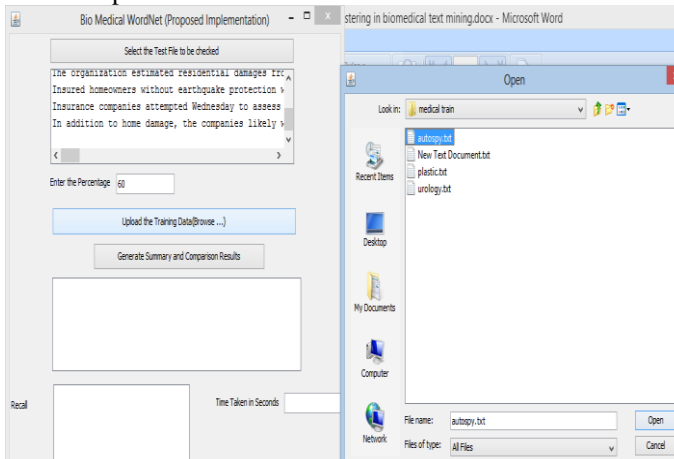 Bio Medical WordNet (Proposed Implementation)
Select the Test File to be checked
The organization estimated residential damages fro
Insured homeowners without earthquake protection w
Insurance companies attempted Wednesday to assess
In addition to home damage, the companies likely w
Enter the Percentage 60
Upload the Training Data(Browse ...)
Generate Summary and Comparison Results
Recall
Time Taken in Seconds
stering in biomedical text mining.docx - Microsoft Word
Open
Look in: medical train
autospy.txt
New Text Document.txt
plastic.txt
urology.txt
Recent Items
Desktop
My Documents
Computer
Network
File name: autospy.txt Open
Files of type: All Files Cancel